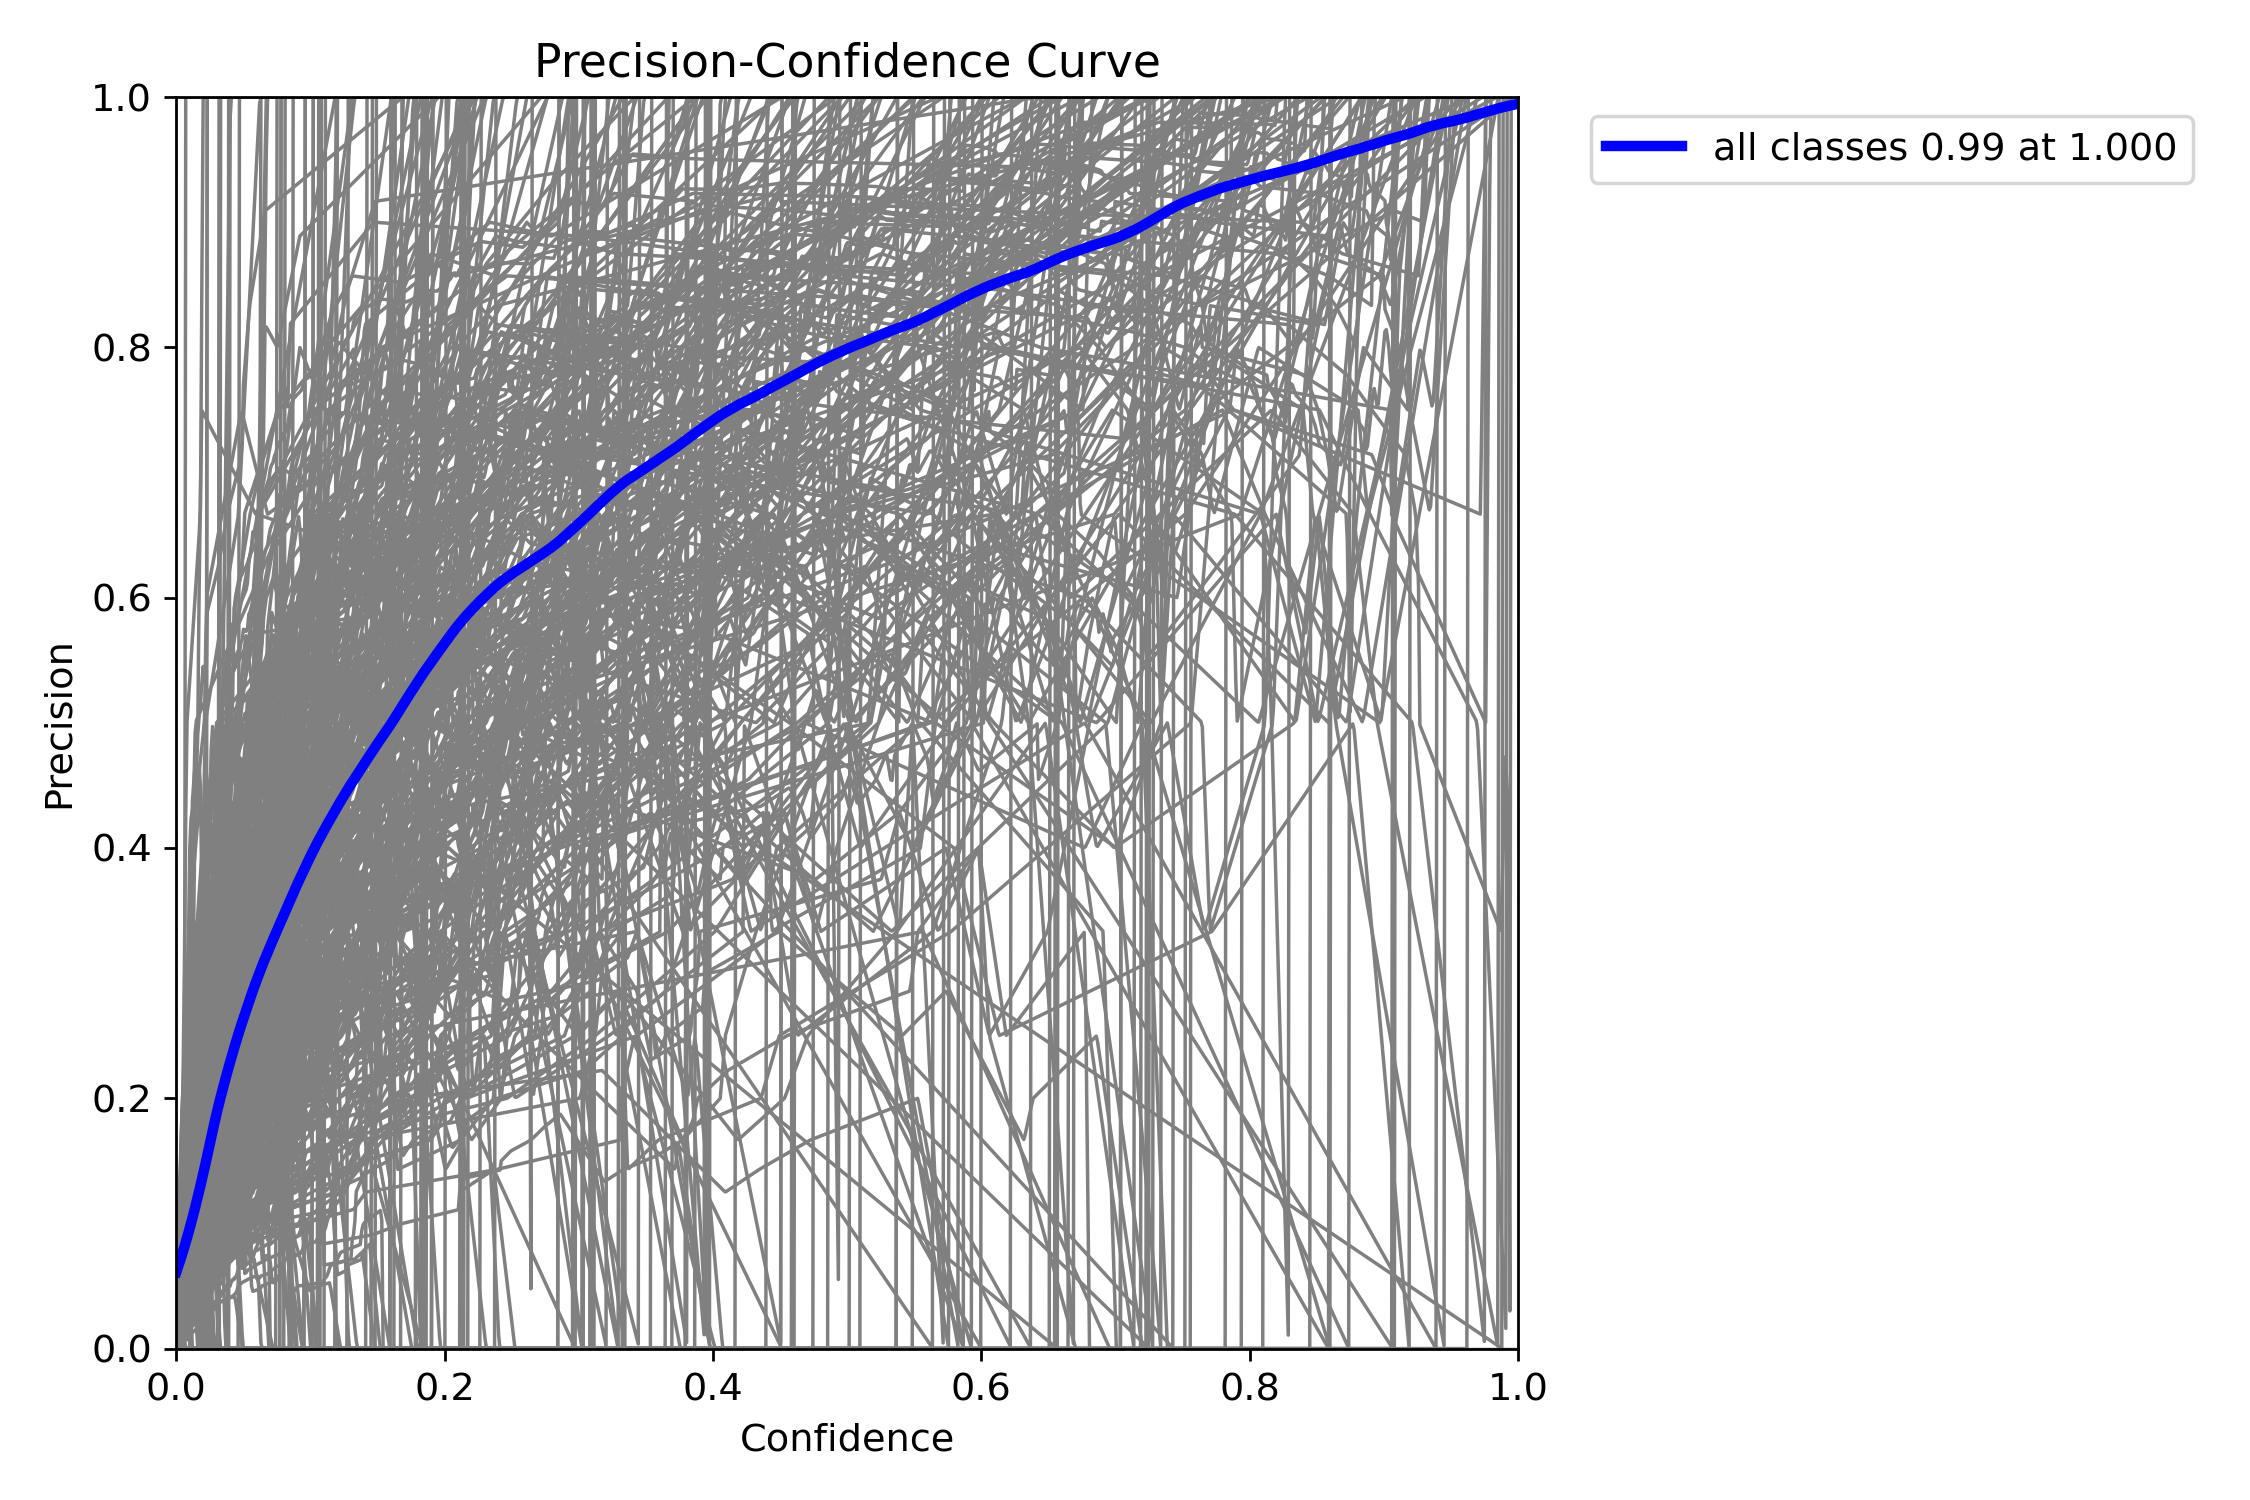 Precision-Confidence Curve
all classes 0.99 at 1.000
1.0
0.8
0.6
0.4
0.2
0.0
Precision
0.0 0.2 0.4 0.6 0.8 1.0
Confidence